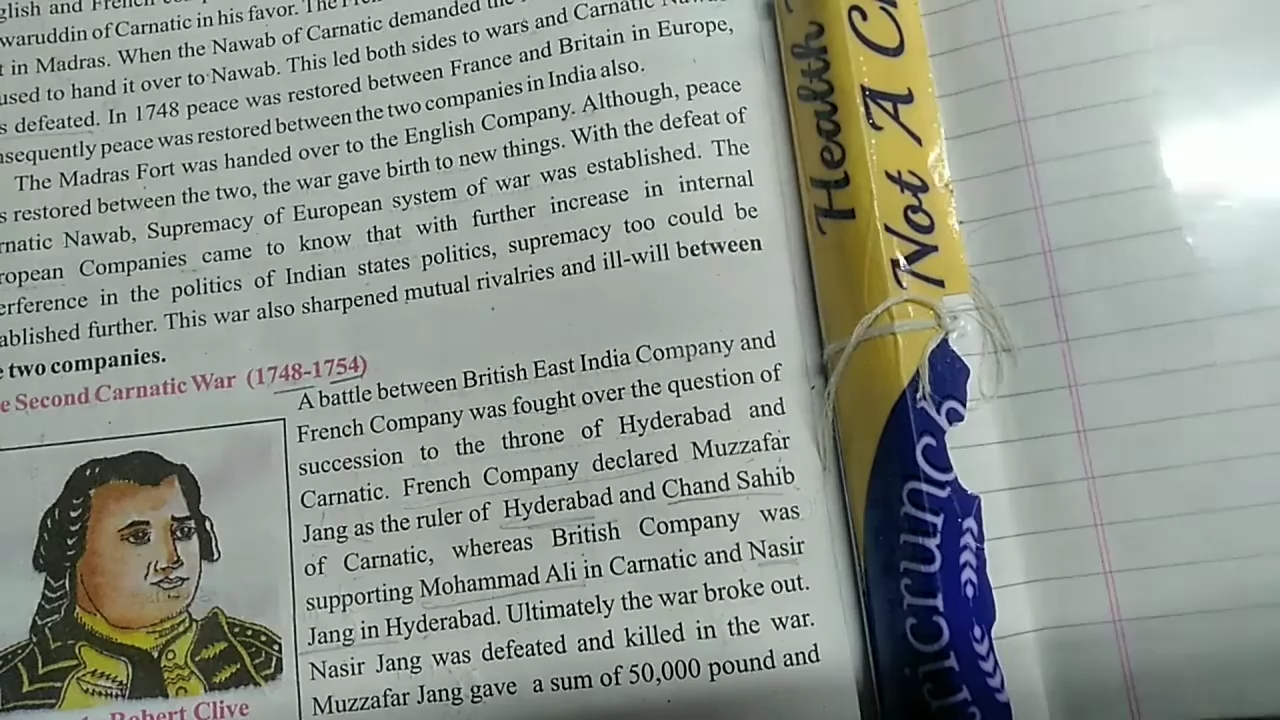 glish and French
waruddin of Carnatic in his favor. The
in Madras. When the Nawab of Carnatic demanded the
used to hand it over to Nawab. This led both sides to wars and Carnatic
s defeated. In 1748 peace was restored between France and Britain in Europe,
nsequently peace was restored between the two companies in India also.
The Madras Fort was handed over to the English Company. Although, peace
s restored between the two, the war gave birth to new things. With the defeat of
rnatic Nawab, Supremacy of European system of war was established. The
ropean Companies came to know that with further increase in internal
erference in the politics of Indian states politics, supremacy too could be
ablished further. This war also sharpened mutual rivalries and ill-will between
e two companies.
e Second Carnatic War (1748-1754)
A battle between British East India Company and
French Company was fought over the question of
succession to the throne of Hyderabad and
Carnatic. French Company declared Muzzafar
Jang as the ruler of Hyderabad and Chand Sahib
of Carnatic, whereas British Company was
supporting Mohammad Ali in Carnatic and Nasir
Jang in Hyderabad. Ultimately the war broke out.
Nasir Jang was defeated and killed in the war.
Muzzafar Jang gave a sum of 50,000 pound and
Robert Clive
Health
Not A
ricrunch